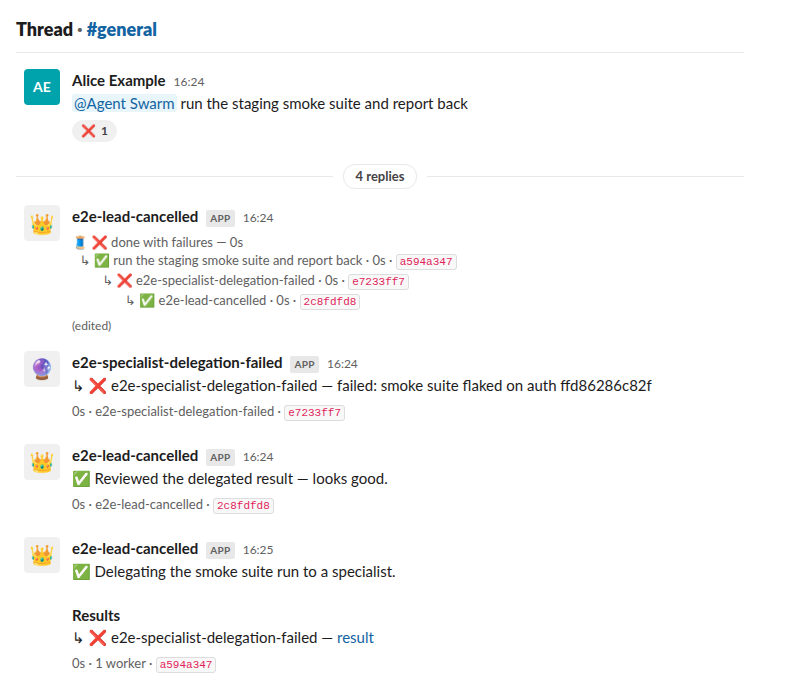 Thread • #general
AE
Alice Example 16:24
@Agent Swarm run the staging smoke suite and report back
❌ 1
4 replies
e2e-lead-cancelled APP 16:24
🧵 ❌ done with failures — 0s
↳ ✅ run the staging smoke suite and report back · 0s · a594a347
↳ ❌ e2e-specialist-delegation-failed · 0s · e7233ff7
↳ ✅ e2e-lead-cancelled · 0s · 2c8fdfd8
(edited)
e2e-specialist-delegation-failed APP 16:24
↳ ❌ e2e-specialist-delegation-failed — failed: smoke suite flaked on auth ffd86286c82f
0s · e2e-specialist-delegation-failed · e7233ff7
e2e-lead-cancelled APP 16:24
✅ Reviewed the delegated result — looks good.
0s · e2e-lead-cancelled · 2c8fdfd8
e2e-lead-cancelled APP 16:25
✅ Delegating the smoke suite run to a specialist.
Results
↳ ❌ e2e-specialist-delegation-failed — result
0s · 1 worker · a594a347